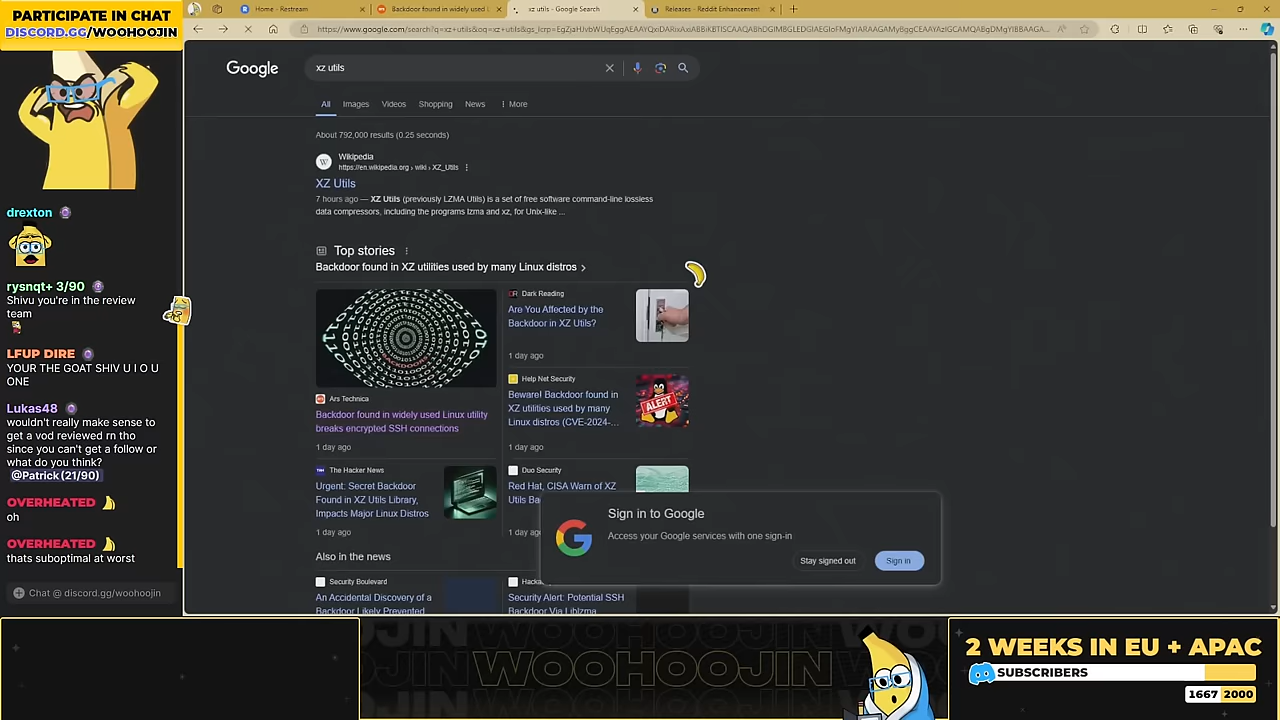 PARTICIPATE IN CHAT
DISCORD.GG/WOOHOOJIN
drexton
rysnqt+ 3/90
Shivu you're in the review
team
LFUP DIRE
YOUR THE GOAT SHIV U I O U
ONE
Lukas48
wouldn't really make sense to
get a vod reviewed rn tho
since you can't get a follow or
what do you think?
@Patrick (21/90)
OVERHEATED
oh
OVERHEATED
thats suboptimal at worst
Chat @ discord.gg/woohoojin
Home - Restream
Backdoor found in widely used L
xz utils - Google Search
Releases - Reddit Enhancement
Google
xz utils
All
Images
Videos
Shopping
News
More
About 792,000 results (0.25 seconds)
Wikipedia
https://en.wikipedia.org › wiki › XZ_Utils
XZ Utils
7 hours ago — XZ Utils (previously LZMA Utils) is a set of free software command-line lossless
data compressors, including the programs lzma and xz, for Unix-like ...
Top stories
Backdoor found in XZ utilities used by many Linux distros
Ars Technica
Backdoor found in widely used Linux utility
breaks encrypted SSH connections
1 day ago
Dark Reading
Are You Affected by the
Backdoor in XZ Utils?
1 day ago
Help Net Security
Beware! Backdoor found in
XZ utilities used by many
Linux distros (CVE-2024-...
1 day ago
ALERT
The Hacker News
Urgent: Secret Backdoor
Found in XZ Utils Library,
Impacts Major Linux Distros
1 day ago
Duo Security
Red Hat, CISA Warn of XZ
Utils Ba
1 day ago
Also in the news
Security Boulevard
An Accidental Discovery of a
Backdoor Likely Prevented
Hacka
Security Alert: Potential SSH
Backdoor Via Liblzma
Sign in to Google
Access your Google services with one sign-in
Stay signed out
Sign in
WOOHOOJIN
2 WEEKS IN EU + APAC
SUBSCRIBERS
1667 2000